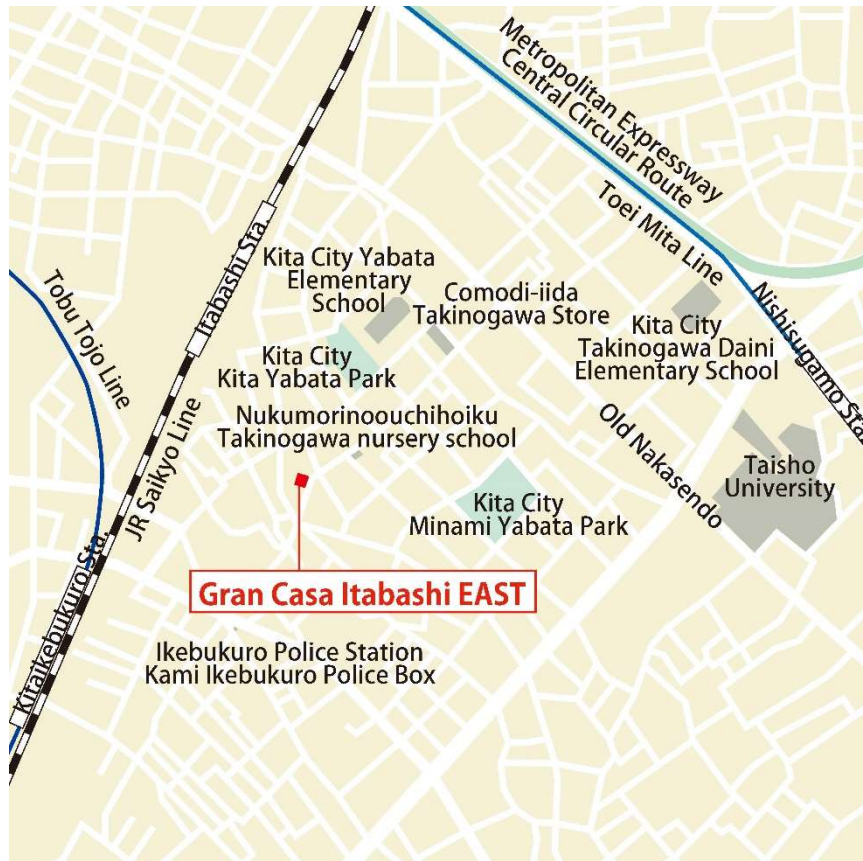 Metropolitan Expressway
Central Circular Route
Toei Mita Line
Itabashi Sta.
Kita City Yabata
Elementary
School
Comodi-iida
Takinogawa Store
Nishisugamo Sta.
Tobu Tojo Line
Kita City
Takinogawa Daini
Elementary School
Kita City
Kita Yabata Park
JR Saikyo Line
Nukumorinoouchihoiku
Takinogawa nursery school
Old Nakasendo
Taisho
University
Kita City
Minami Yabata Park
Kitaikebukuro Sta.
Gran Casa Itabashi EAST
Ikebukuro Police Station
Kami Ikebukuro Police Box